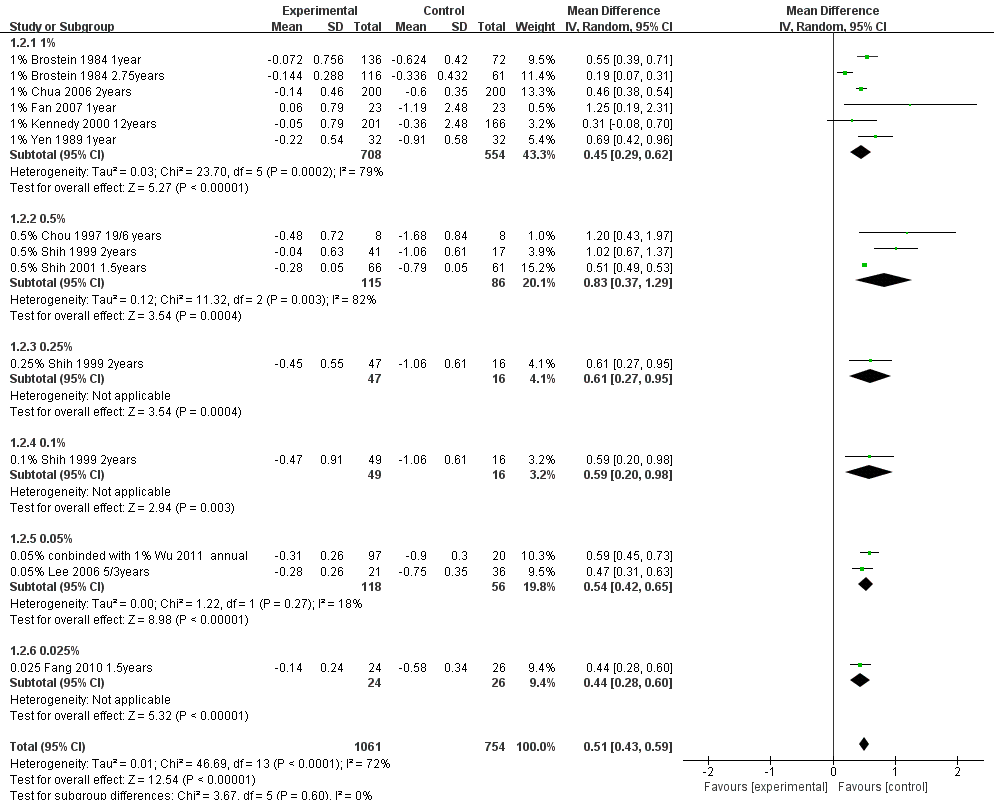 Experimental Control Mean Difference Mean Difference
Study or Subgroup Mean SD Total Mean SD Total Weight IV, Random, 95% CI IV, Random, 95% CI
1.2.1 1%
1% Brostein 1984 1year -0.072 0.756 136 -0.624 0.42 72 9.5% 0.55 [0.39, 0.71]
1% Brostein 1984 2.75years -0.144 0.288 116 -0.336 0.432 61 11.4% 0.19 [0.07, 0.31]
1% Chua 2006 2years -0.14 0.46 200 -0.6 0.35 200 13.3% 0.46 [0.38, 0.54]
1% Fan 2007 1year 0.06 0.79 23 -1.19 2.48 23 0.5% 1.25 [0.19, 2.31]
1% Kennedy 2000 12years -0.05 0.79 201 -0.36 2.48 166 3.2% 0.31 [-0.08, 0.70]
1% Yen 1989 1year -0.22 0.54 32 -0.91 0.58 32 5.4% 0.69 [0.42, 0.96]
Subtotal (95% CI) 708 554 43.3% 0.45 [0.29, 0.62]
Heterogeneity: Tau² = 0.03; Chi² = 23.70, df = 5 (P = 0.0002); I² = 79%
Test for overall effect: Z = 5.27 (P < 0.00001)
1.2.2 0.5%
0.5% Chou 1997 19/6 years -0.48 0.72 8 -1.68 0.84 8 1.0% 1.20 [0.43, 1.97]
0.5% Shih 1999 2years -0.04 0.63 41 -1.06 0.61 17 3.9% 1.02 [0.67, 1.37]
0.5% Shih 2001 1.5years -0.28 0.05 66 -0.79 0.05 61 15.2% 0.51 [0.49, 0.53]
Subtotal (95% CI) 115 86 20.1% 0.83 [0.37, 1.29]
Heterogeneity: Tau² = 0.12; Chi² = 11.32, df = 2 (P = 0.003); I² = 82%
Test for overall effect: Z = 3.54 (P = 0.0004)
1.2.3 0.25%
0.25% Shih 1999 2years -0.45 0.55 47 -1.06 0.61 16 4.1% 0.61 [0.27, 0.95]
Subtotal (95% CI) 47 16 4.1% 0.61 [0.27, 0.95]
Heterogeneity: Not applicable
Test for overall effect: Z = 3.54 (P = 0.0004)
1.2.4 0.1%
0.1% Shih 1999 2years -0.47 0.91 49 -1.06 0.61 16 3.2% 0.59 [0.20, 0.98]
Subtotal (95% CI) 49 16 3.2% 0.59 [0.20, 0.98]
Heterogeneity: Not applicable
Test for overall effect: Z = 2.94 (P = 0.003)
1.2.5 0.05%
0.05% conbinded with 1% Wu 2011 annual -0.31 0.26 97 -0.9 0.3 20 10.3% 0.59 [0.45, 0.73]
0.05% Lee 2006 5/3years -0.28 0.26 21 -0.75 0.35 36 9.5% 0.47 [0.31, 0.63]
Subtotal (95% CI) 118 56 19.8% 0.54 [0.42, 0.65]
Heterogeneity: Tau² = 0.00; Chi² = 1.22, df = 1 (P = 0.27); I² = 18%
Test for overall effect: Z = 8.98 (P < 0.00001)
1.2.6 0.025%
0.025 Fang 2010 1.5years -0.14 0.24 24 -0.58 0.34 26 9.4% 0.44 [0.28, 0.60]
Subtotal (95% CI) 24 26 9.4% 0.44 [0.28, 0.60]
Heterogeneity: Not applicable
Test for overall effect: Z = 5.32 (P < 0.00001)
Total (95% CI) 1061 754 100.0% 0.51 [0.43, 0.59]
Heterogeneity: Tau² = 0.01; Chi² = 46.69, df = 13 (P < 0.0001); I² = 72%
Test for overall effect: Z = 12.54 (P < 0.00001)
Test for subgroup differences: Chi² = 3.67, df = 5 (P = 0.60), I² = 0%
-2 -1 0 1 2
Favours [experimental] Favours [control]